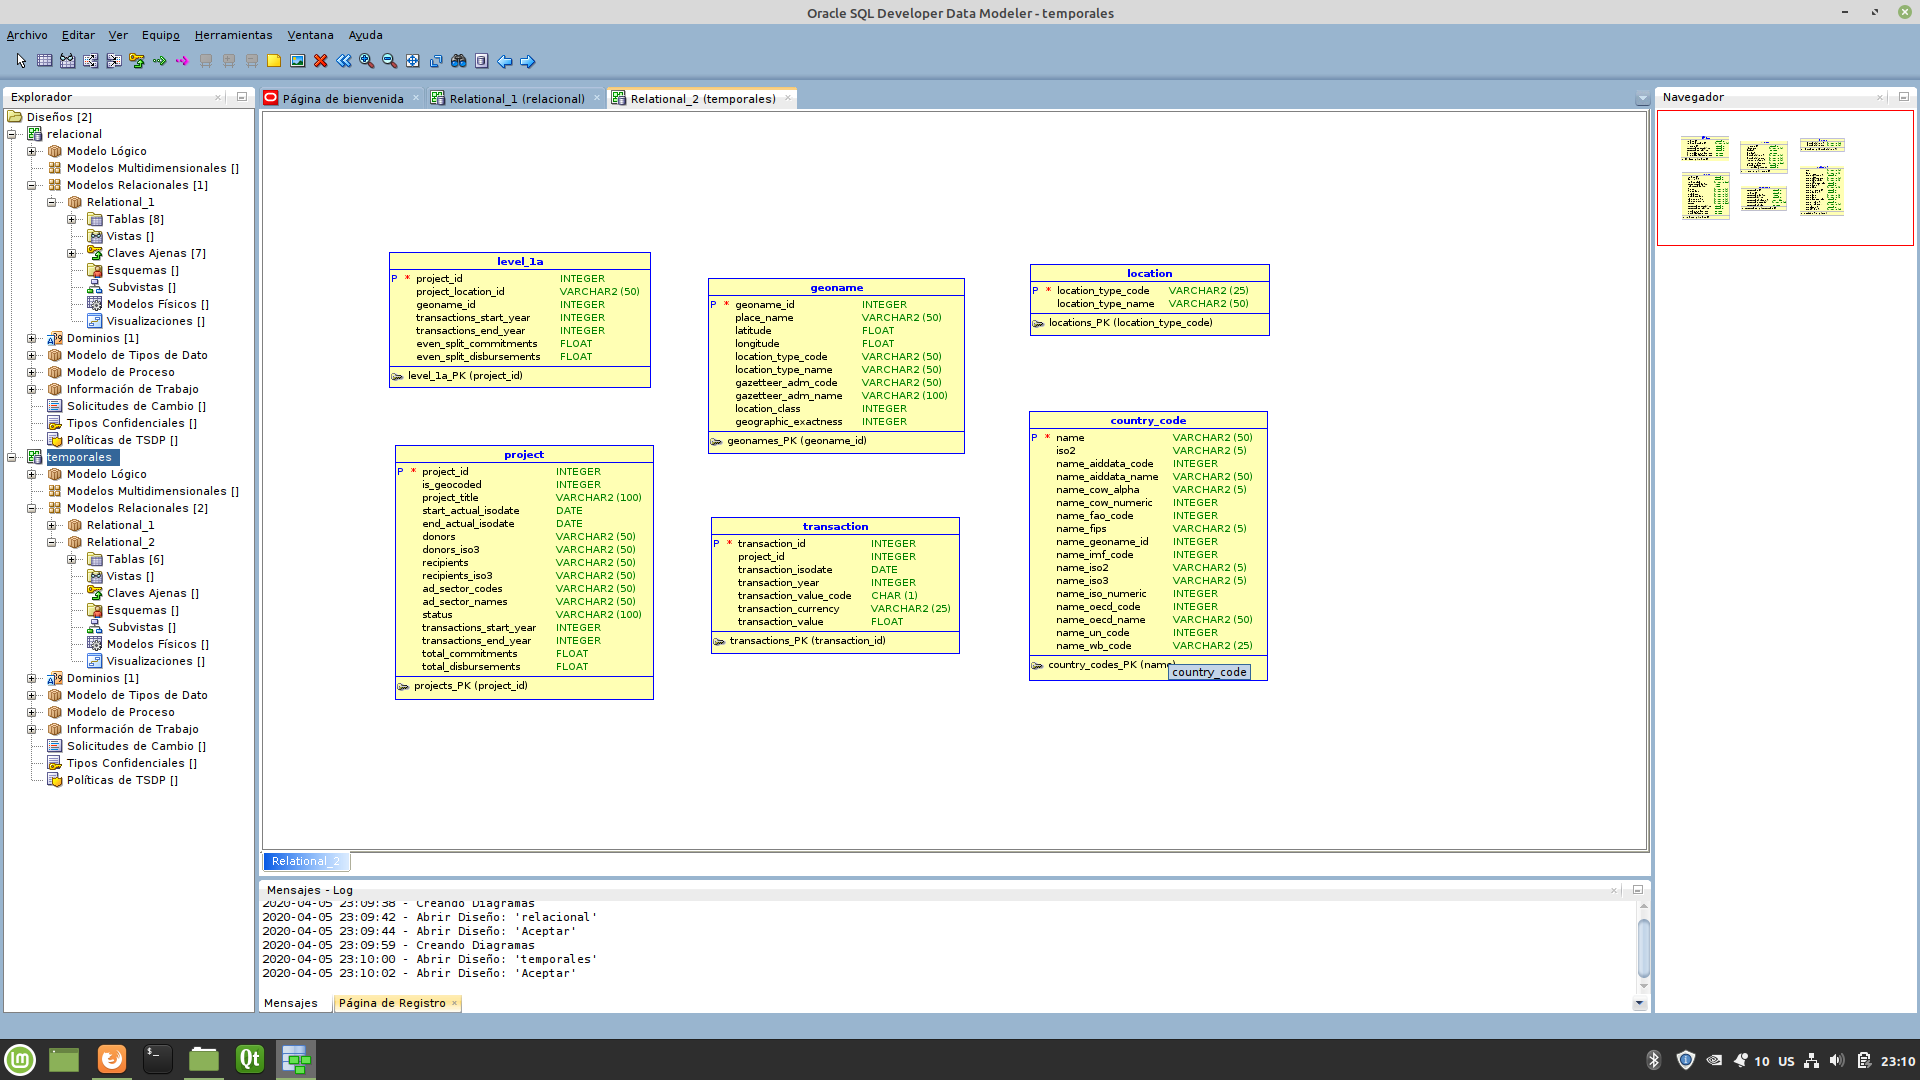 Oracle SQL Developer Data Modeler - temporales
Archivo Editar Ver Equipo Herramientas Ventana Ayuda
Explorador
Diseños [2]
relacional
Modelo Lógico
Modelos Multidimensionales []
Modelos Relacionales [1]
Relational_1
Tablas [8]
Vistas []
Claves Ajenas [7]
Esquemas []
Subvistas []
Modelos Físicos []
Visualizaciones []
Dominios [1]
Modelo de Tipos de Dato
Modelo de Proceso
Información de Trabajo
Solicitudes de Cambio []
Tipos Confidenciales []
Políticas de TSDP []
temporales
Modelo Lógico
Modelos Multidimensionales []
Modelos Relacionales [2]
Relational_1
Relational_2
Tablas [6]
Vistas []
Claves Ajenas []
Esquemas []
Subvistas []
Modelos Físicos []
Visualizaciones []
Dominios [1]
Modelo de Tipos de Dato
Modelo de Proceso
Información de Trabajo
Solicitudes de Cambio []
Tipos Confidenciales []
Políticas de TSDP []
Página de bienvenida
Relational_1 (relacional)
Relational_2 (temporales)
level_1a
P * project_id INTEGER
project_location_id VARCHAR2 (50)
geoname_id INTEGER
transactions_start_year INTEGER
transactions_end_year INTEGER
even_split_commitments FLOAT
even_split_disbursements FLOAT
level_1a_PK (project_id)
project
P * project_id INTEGER
is_geocoded INTEGER
project_title VARCHAR2 (100)
start_actual_isodate DATE
end_actual_isodate DATE
donors VARCHAR2 (50)
donors_iso3 VARCHAR2 (50)
recipients VARCHAR2 (50)
recipients_iso3 VARCHAR2 (50)
ad_sector_codes VARCHAR2 (50)
ad_sector_names VARCHAR2 (50)
status VARCHAR2 (100)
transactions_start_year INTEGER
transactions_end_year INTEGER
total_commitments FLOAT
total_disbursements FLOAT
projects_PK (project_id)
geoname
P * geoname_id INTEGER
place_name VARCHAR2 (50)
latitude FLOAT
longitude FLOAT
location_type_code VARCHAR2 (50)
location_type_name VARCHAR2 (50)
gazetteer_adm_code VARCHAR2 (50)
gazetteer_adm_name VARCHAR2 (100)
location_class INTEGER
geographic_exactness INTEGER
geonames_PK (geoname_id)
transaction
P * transaction_id INTEGER
project_id INTEGER
transaction_isodate DATE
transaction_year INTEGER
transaction_value_code CHAR (1)
transaction_currency VARCHAR2 (25)
transaction_value FLOAT
transactions_PK (transaction_id)
location
P * location_type_code VARCHAR2 (25)
location_type_name VARCHAR2 (50)
locations_PK (location_type_code)
country_code
P * name VARCHAR2 (50)
iso2 VARCHAR2 (5)
name_aiddata_code INTEGER
name_aiddata_name VARCHAR2 (50)
name_cow_alpha VARCHAR2 (5)
name_cow_numeric INTEGER
name_fao_code INTEGER
name_fips VARCHAR2 (5)
name_geoname_id INTEGER
name_imf_code INTEGER
name_iso2 VARCHAR2 (5)
name_iso3 VARCHAR2 (5)
name_iso_numeric INTEGER
name_oecd_code INTEGER
name_oecd_name VARCHAR2 (50)
name_un_code INTEGER
name_wb_code VARCHAR2 (25)
country_codes_PK (name)
country_code
Relational_2
Navegador
Mensajes - Log
2020-04-05 23:09:38 - Creando Diagramas
2020-04-05 23:09:42 - Abrir Diseño: 'relacional'
2020-04-05 23:09:44 - Abrir Diseño: 'Aceptar'
2020-04-05 23:09:59 - Creando Diagramas
2020-04-05 23:10:00 - Abrir Diseño: 'temporales'
2020-04-05 23:10:02 - Abrir Diseño: 'Aceptar'
Mensajes
Página de Registro
Qt
10 US 23:10